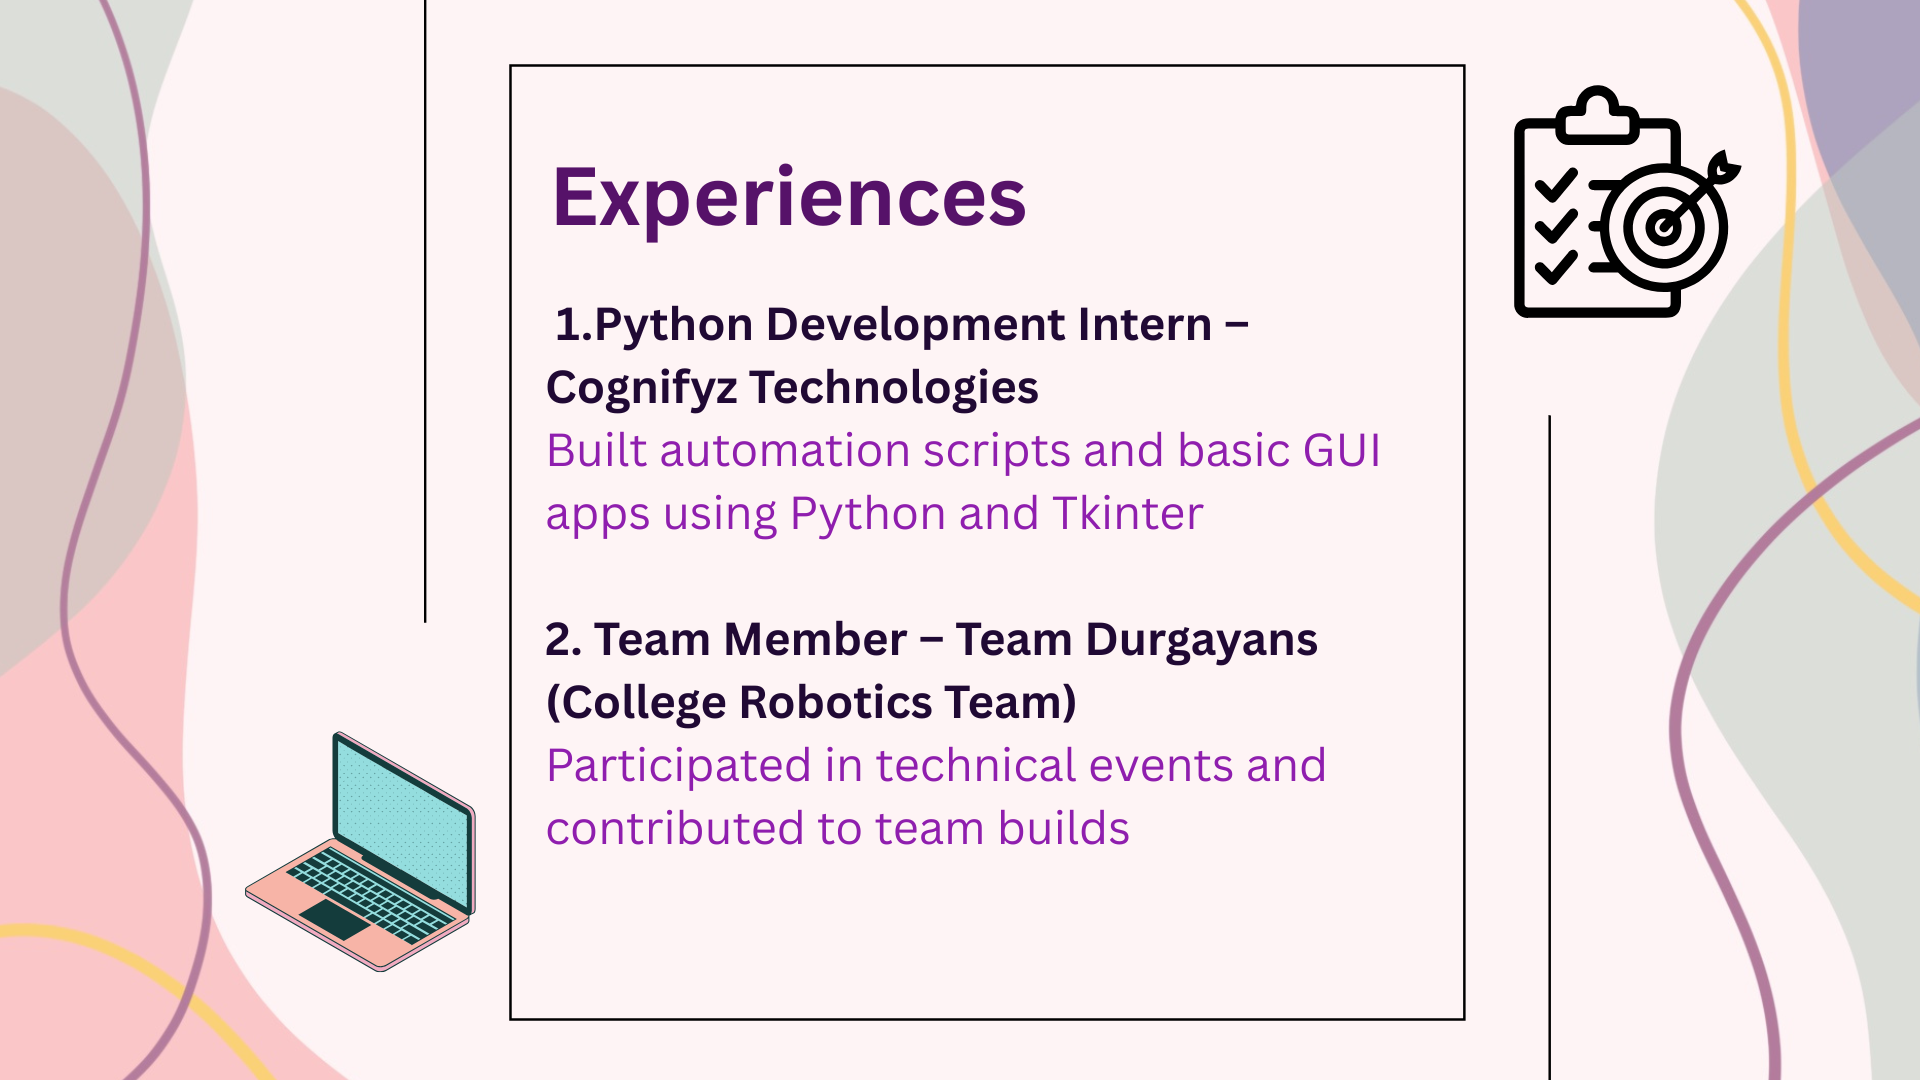 Experiences
1.Python Development Intern –
Cognifyz Technologies
Built automation scripts and basic GUI
apps using Python and Tkinter
2. Team Member – Team Durgayans
(College Robotics Team)
Participated in technical events and
contributed to team builds